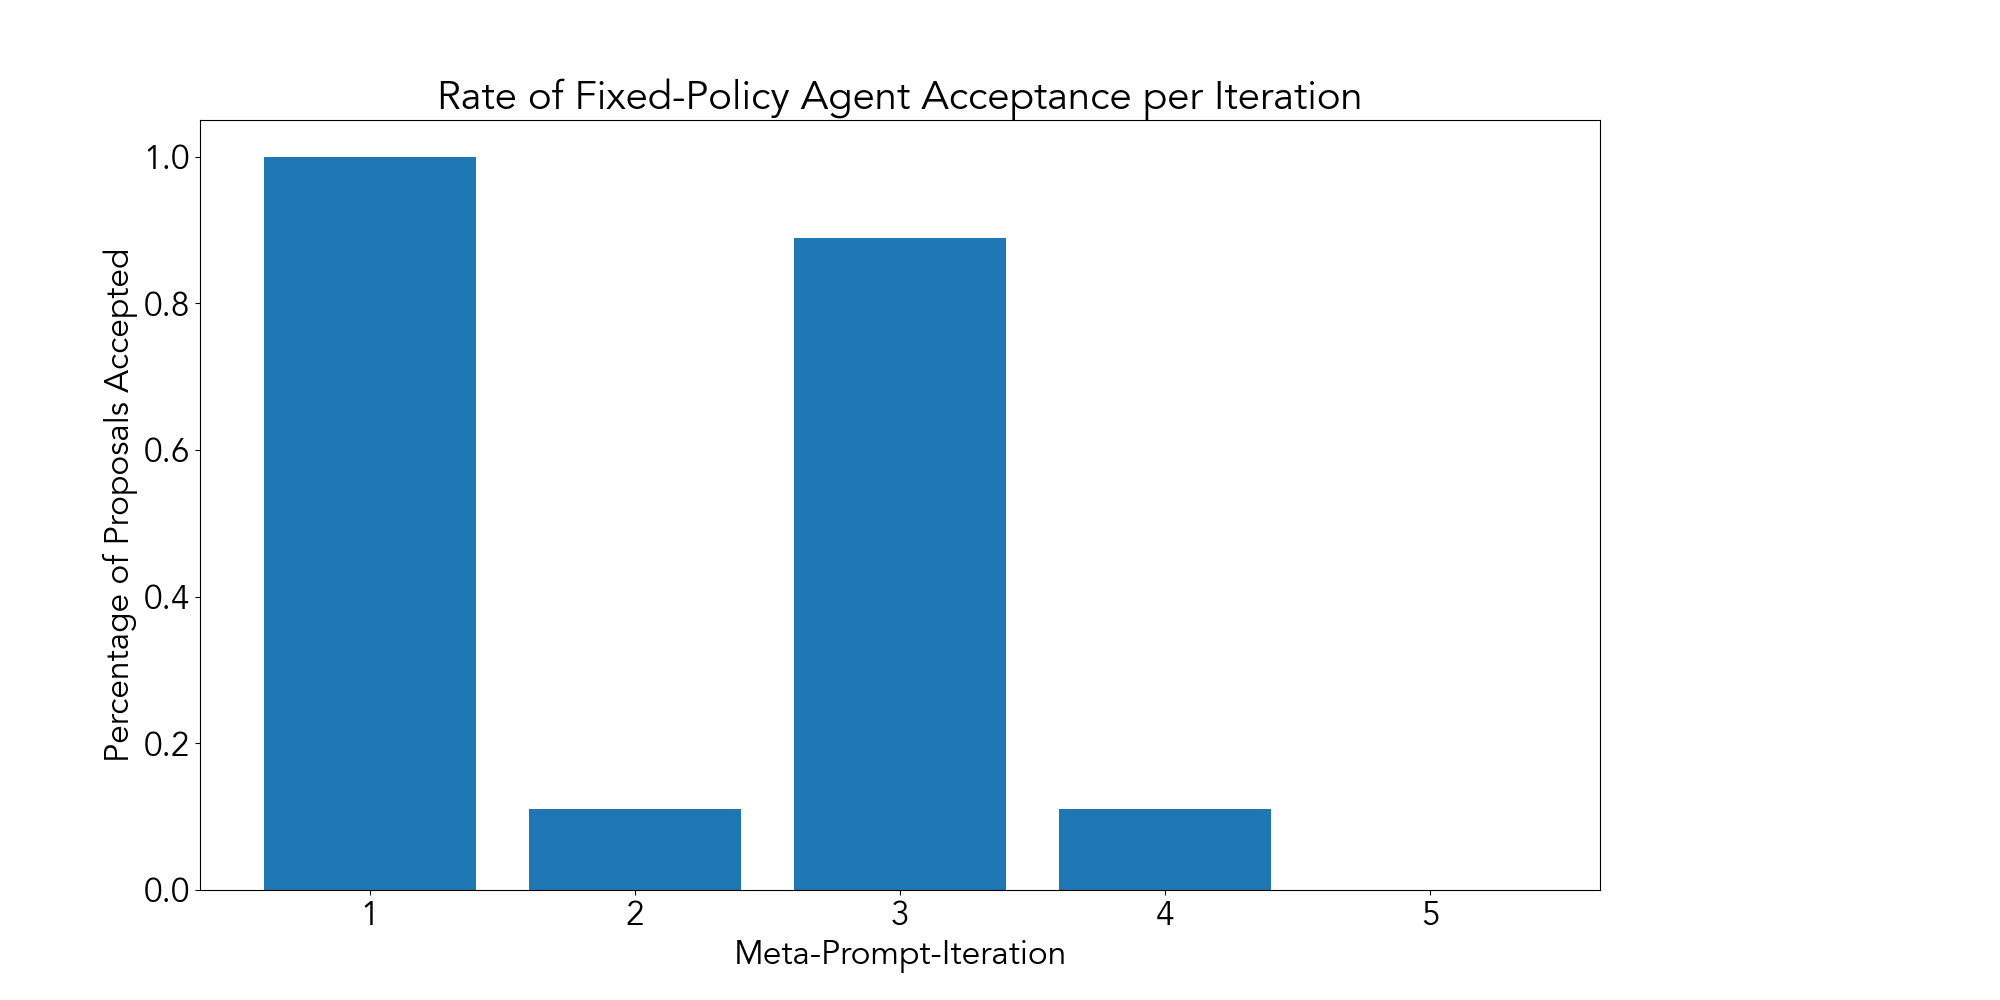 Rate of Fixed-Policy Agent Acceptance per Iteration
Percentage of Proposals Accepted
1.0
0.8
0.6
0.4
0.2
0.0
1 2 3 4 5
Meta-Prompt-Iteration